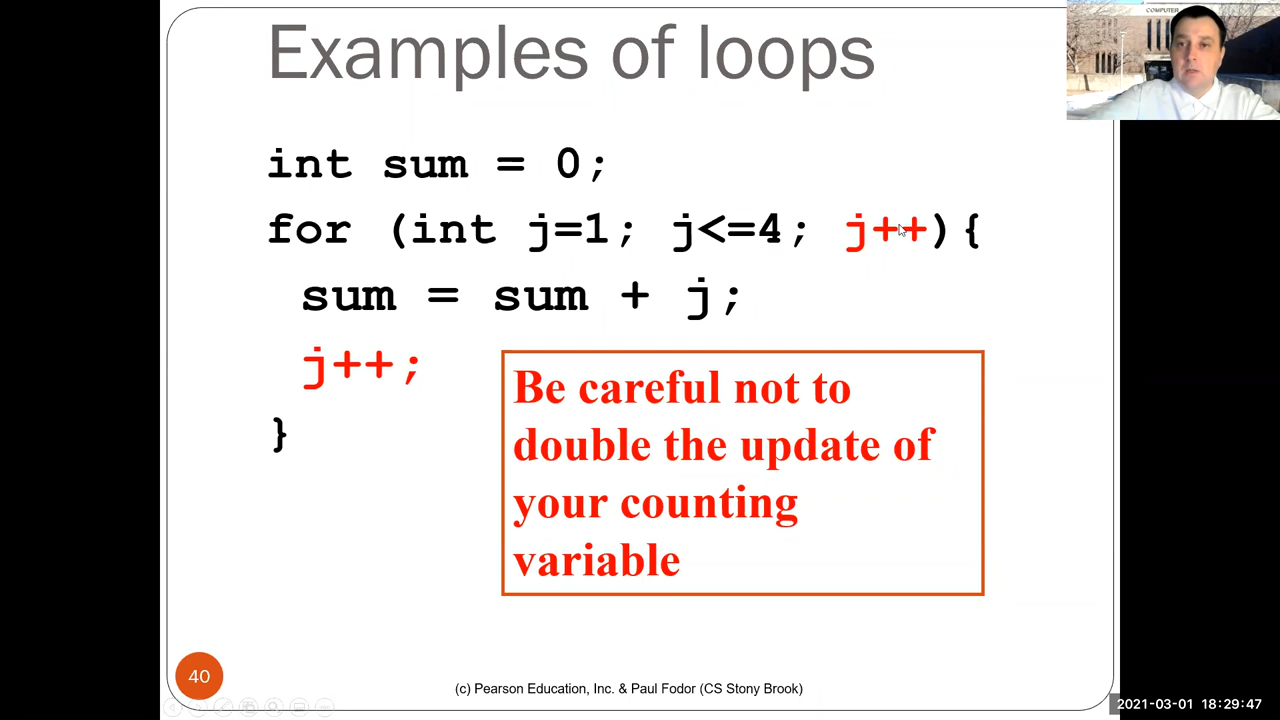 COMPUTER
Examples of loops
int sum = 0;
for (int j=1; j<=4; j++){
sum = sum + j;
j++;
}
Be careful not to
double the update of
your counting
variable
40
(c) Pearson Education, Inc. & Paul Fodor (CS Stony Brook)
2021-03-01 18:29:47